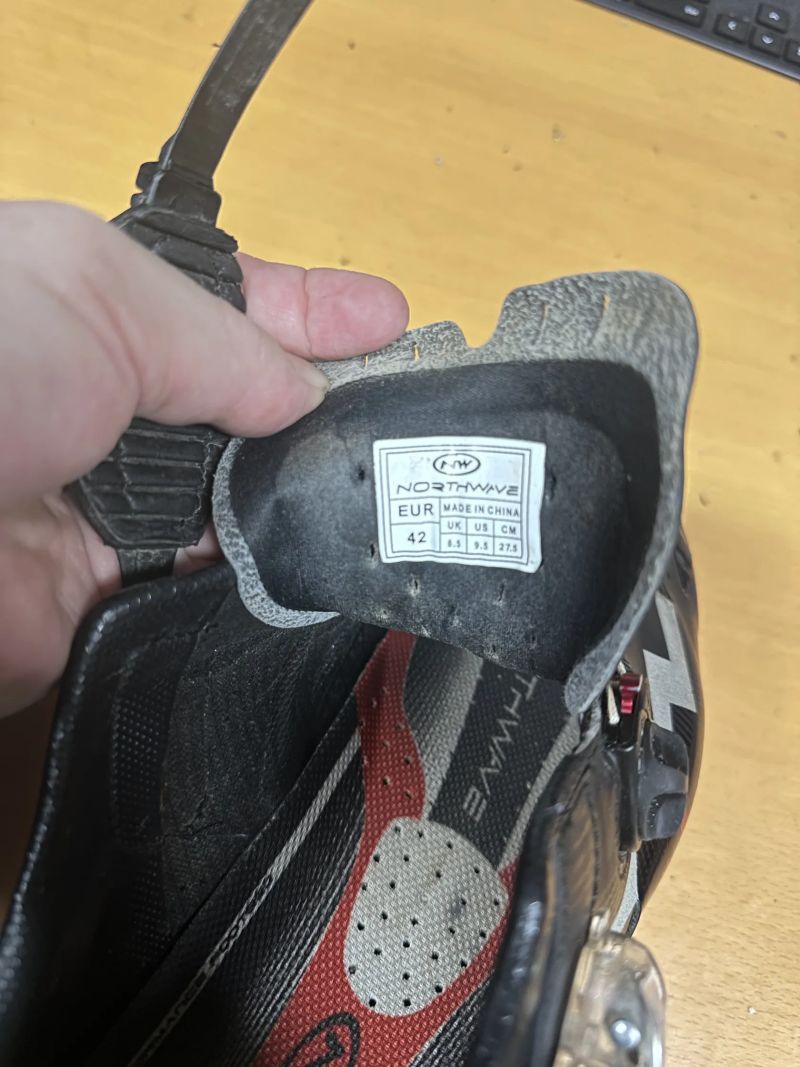 NW
NORTHWAVE
EUR MADE IN CHINA
UK US CM
42 8.5 9.5 27.5
THWAVE